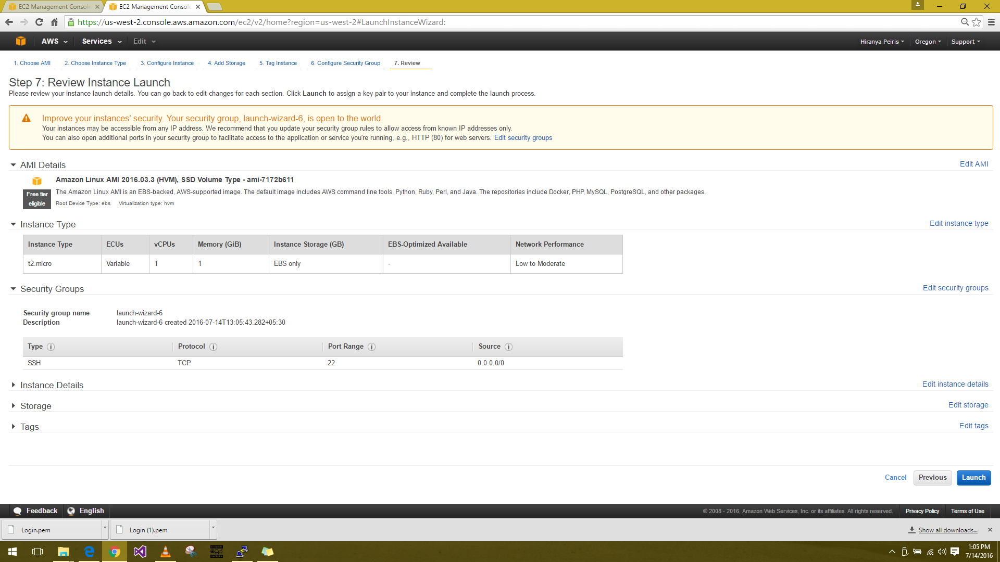 EC2 Management Console
EC2 Management Console
https://us-west-2.console.aws.amazon.com/ec2/v2/home?region=us-west-2#LaunchInstanceWizard:
AWS Services Edit Hiranya Peiris Oregon Support
1. Choose AMI 2. Choose Instance Type 3. Configure Instance 4. Add Storage 5. Tag Instance 6. Configure Security Group 7. Review
Step 7: Review Instance Launch
Please review your instance launch details. You can go back to edit changes for each section. Click Launch to assign a key pair to your instance and complete the launch process.
Improve your instances' security. Your security group, launch-wizard-6, is open to the world.
Your instances may be accessible from any IP address. We recommend that you update your security group rules to allow access from known IP addresses only.
You can also open additional ports in your security group to facilitate access to the application or service you're running, e.g., HTTP (80) for web servers. Edit security groups
AMI Details Edit AMI
Amazon Linux AMI 2016.03.3 (HVM), SSD Volume Type - ami-7172b611
Free tier eligible
The Amazon Linux AMI is an EBS-backed, AWS-supported image. The default image includes AWS command line tools, Python, Ruby, Perl, and Java. The repositories include Docker, PHP, MySQL, PostgreSQL, and other packages.
Root Device Type: ebs Virtualization type: hvm
Instance Type Edit instance type
Instance Type ECUs vCPUs Memory (GiB) Instance Storage (GB) EBS-Optimized Available Network Performance
t2.micro Variable 1 1 EBS only - Low to Moderate
Security Groups Edit security groups
Security group name launch-wizard-6
Description launch-wizard-6 created 2016-07-14T13:05:43.282+05:30
Type Protocol Port Range Source
SSH TCP 22 0.0.0.0/0
Instance Details Edit instance details
Storage Edit storage
Tags Edit tags
Cancel Previous Launch
Feedback English © 2008 - 2016, Amazon Web Services, Inc. or its affiliates. All rights reserved. Privacy Policy Terms of Use
Login.pem Login (1).pem Show all downloads...
1:05 PM
7/14/2016